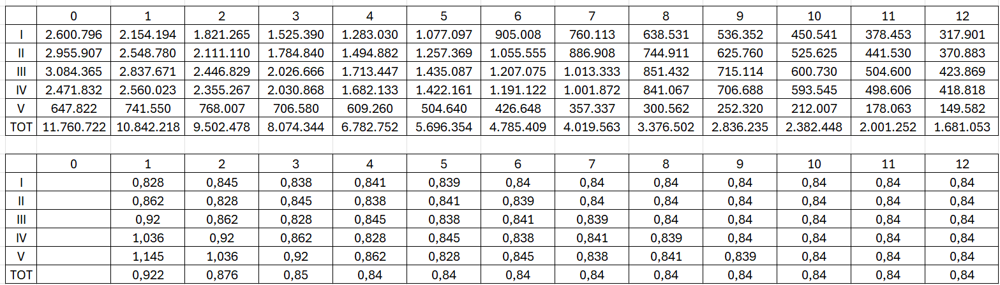 0 1 2 3 4 5 6 7 8 9 10 11 12
I 2.600.796 2.154.194 1.821.265 1.525.390 1.283.030 1.077.097 905.008 760.113 638.531 536.352 450.541 378.453 317.901
II 2.955.907 2.548.780 2.111.110 1.784.840 1.494.882 1.257.369 1.055.555 886.908 744.911 625.760 525.625 441.530 370.883
III 3.084.365 2.837.671 2.446.829 2.026.666 1.713.447 1.435.087 1.207.075 1.013.333 851.432 715.114 600.730 504.600 423.869
IV 2.471.832 2.560.023 2.355.267 2.030.868 1.682.133 1.422.161 1.191.122 1.001.872 841.067 706.688 593.545 498.606 418.818
V 647.822 741.550 768.007 706.580 609.260 504.640 426.648 357.337 300.562 252.320 212.007 178.063 149.582
TOT 11.760.722 10.842.218 9.502.478 8.074.344 6.782.752 5.696.354 4.785.409 4.019.563 3.376.502 2.836.235 2.382.448 2.001.252 1.681.053
0 1 2 3 4 5 6 7 8 9 10 11 12
I 0,828 0,845 0,838 0,841 0,839 0,84 0,84 0,84 0,84 0,84 0,84 0,84
II 0,862 0,828 0,845 0,838 0,841 0,839 0,84 0,84 0,84 0,84 0,84 0,84
III 0,92 0,862 0,828 0,845 0,838 0,841 0,839 0,84 0,84 0,84 0,84 0,84
IV 1,036 0,92 0,862 0,828 0,845 0,838 0,841 0,839 0,84 0,84 0,84 0,84
V 1,145 1,036 0,92 0,862 0,828 0,845 0,838 0,841 0,839 0,84 0,84 0,84
TOT 0,922 0,876 0,85 0,84 0,84 0,84 0,84 0,84 0,84 0,84 0,84 0,84